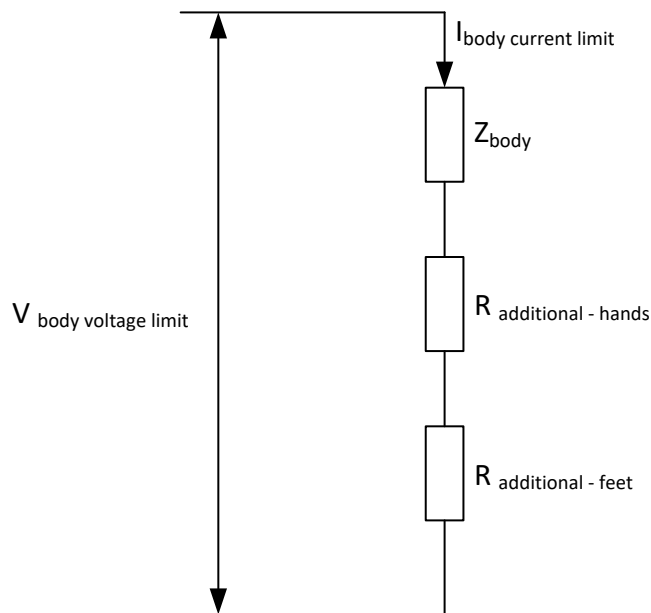 I body current limit
Z body
R additional - hands
V body voltage limit
R additional - feet